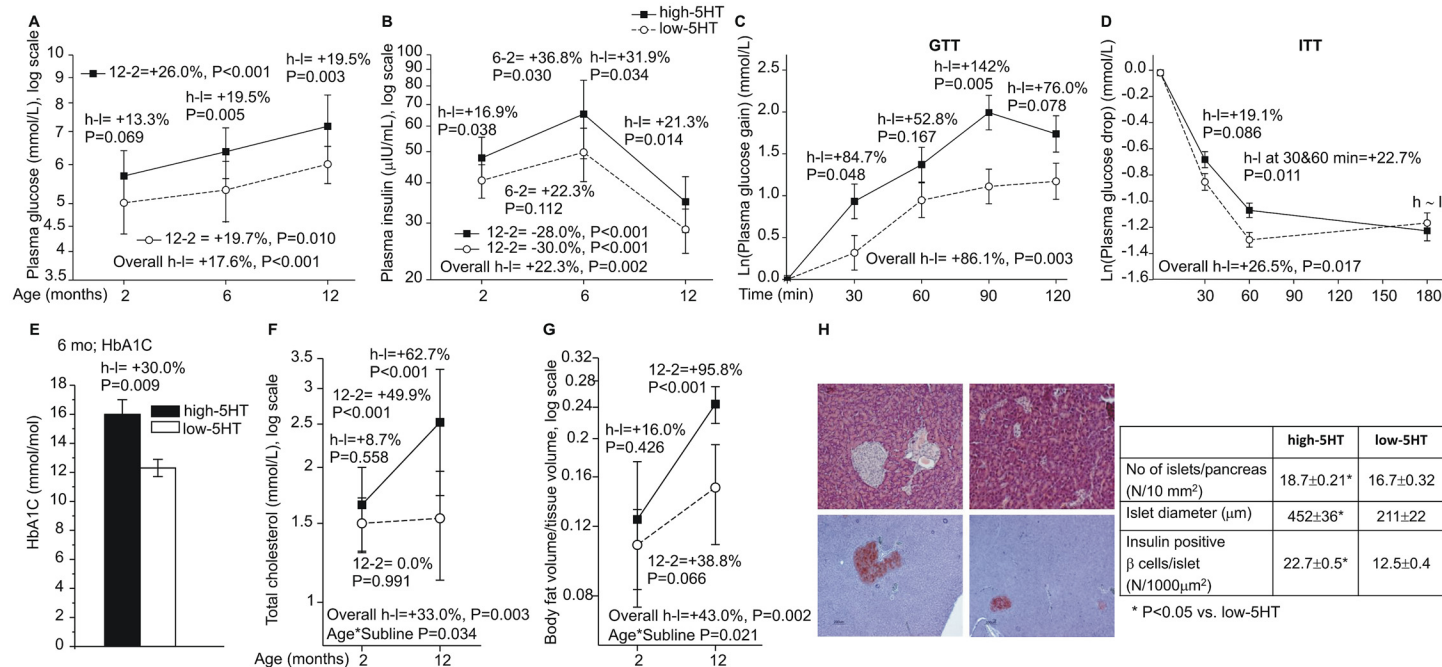 high-5HT
low-5HT
A
Plasma glucose (mmol/L), log scale
10
9
8
7
6
5
4
3.5
h-l= +19.5%
P=0.003
12-2=+26.0%, P<0.001
h-l= +19.5%
P=0.005
h-l= +13.3%
P=0.069
12-2 = +19.7%, P=0.010
Overall h-l= +17.6%, P<0.001
Age (months)
2
6
12
B
Plasma insulin (μIU/mL), log scale
100
90
80
70
60
50
40
30
20
6-2= +36.8%
P=0.030
h-l= +31.9%
P=0.034
h-l= +16.9%
P=0.038
h-l= +21.3%
P=0.014
6-2= +22.3%
P=0.112
12-2= -28.0%, P<0.001
12-2= -30.0%, P<0.001
Overall h-l= +22.3%, P=0.002
2
6
12
C
GTT
Ln(Plasma glucose gain) (mmol/L)
2.5
2.0
1.5
1.0
0.5
0.0
h-l= +142%
P=0.005
h-l= +76.0%
P=0.078
h-l= +52.8%
P=0.167
h-l=+84.7%
P=0.048
Overall h-l= +86.1%, P=0.003
Time (min)
30
60
90
120
D
ITT
Ln(Plasma glucose drop) (mmol/L)
0.0
-0.2
-0.4
-0.6
-0.8
-1.0
-1.2
-1.4
-1.6
h-l=+19.1%
P=0.086
h-l at 30&60 min=+22.7%
P=0.011
h ~ l
Overall h-l=+26.5%, P=0.017
30
60
90
120
150
180
E
6 mo; HbA1C
h-l= +30.0%
P=0.009
high-5HT
low-5HT
HbA1C (mmol/mol)
18
16
14
12
10
8
6
4
2
0
F
Total cholesterol (mmol/L), log scale
3.5
2.5
1.5
1
h-l= +62.7%
P<0.001
12-2= +49.9%
P<0.001
h-l=+8.7%
P=0.558
12-2= 0.0%
P=0.991
Overall h-l=+33.0%, P=0.003
Age*Subline P=0.034
Age (months)
2
12
G
Body fat volume/tissue volume, log scale
0.32
0.28
0.24
0.2
0.16
0.12
0.08
12-2=+95.8%
P<0.001
h-l=+16.0%
P=0.426
12-2=+38.8%
P=0.066
Overall h-l=+43.0%, P=0.002
Age*Subline P=0.021
2
12
H
high-5HT
low-5HT
No of islets/pancreas
(N/10 mm²)
18.7±0.21*
16.7±0.32
Islet diameter (μm)
452±36*
211±22
Insulin positive
β cells/islet
(N/1000μm²)
22.7±0.5*
12.5±0.4
* P<0.05 vs. low-5HT